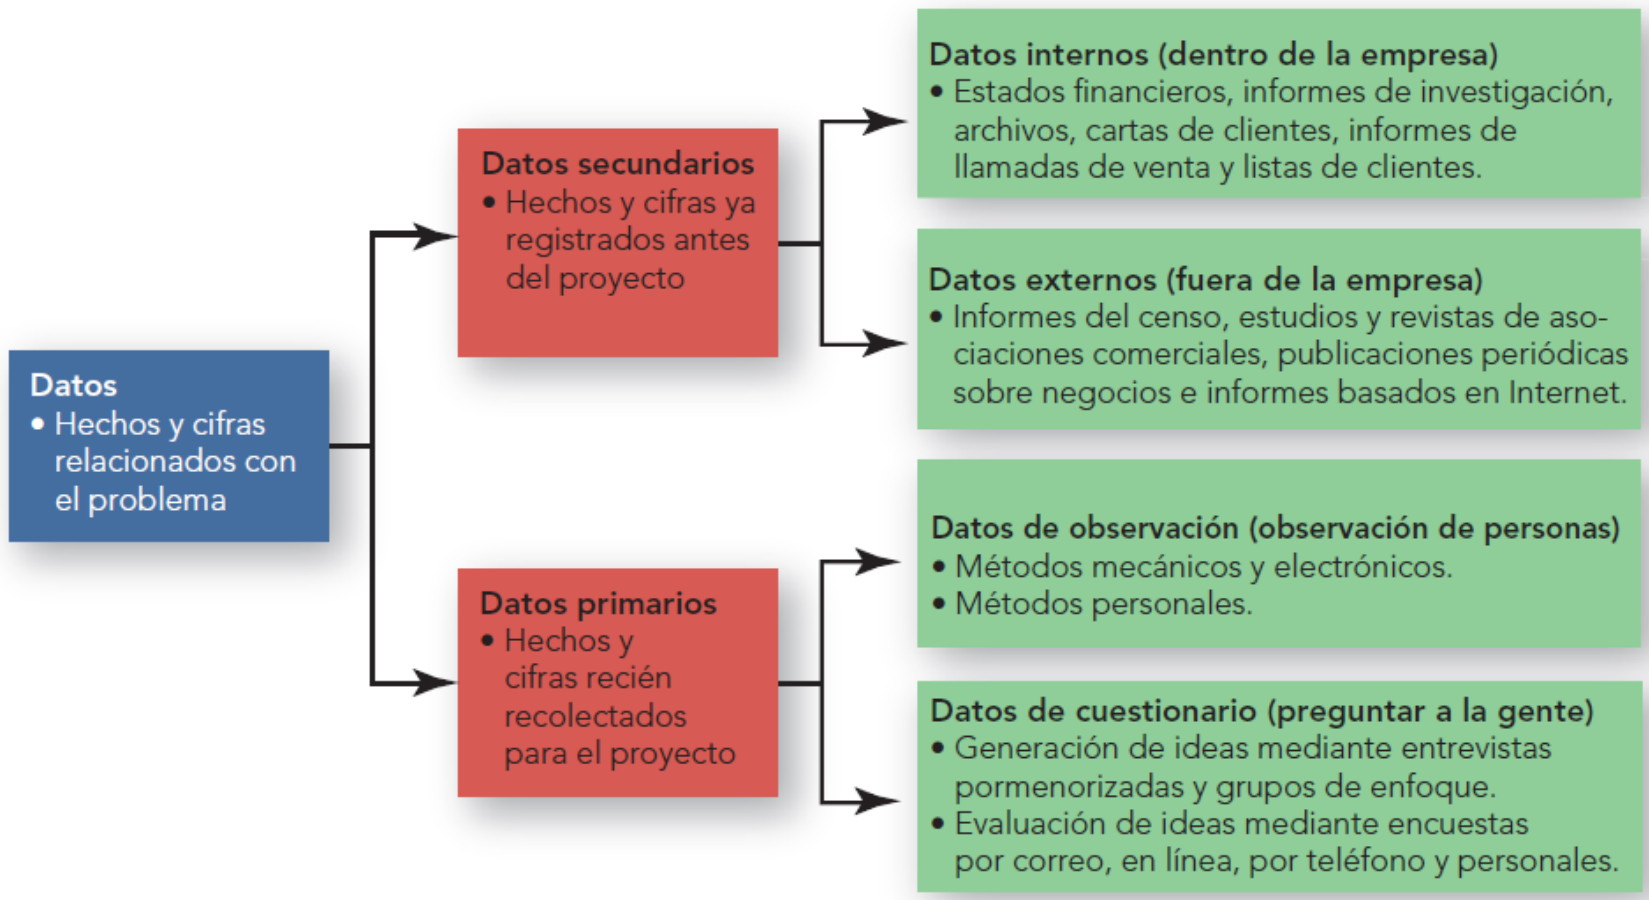 Datos
• Hechos y cifras
relacionados con
el problema
Datos secundarios
• Hechos y cifras ya
registrados antes
del proyecto
Datos primarios
• Hechos y
cifras recién
recolectados
para el proyecto
Datos internos (dentro de la empresa)
• Estados financieros, informes de investigación,
archivos, cartas de clientes, informes de
llamadas de venta y listas de clientes.
Datos externos (fuera de la empresa)
• Informes del censo, estudios y revistas de aso-
ciaciones comerciales, publicaciones periódicas
sobre negocios e informes basados en Internet.
Datos de observación (observación de personas)
• Métodos mecánicos y electrónicos.
• Métodos personales.
Datos de cuestionario (preguntar a la gente)
• Generación de ideas mediante entrevistas
pormenorizadas y grupos de enfoque.
• Evaluación de ideas mediante encuestas
por correo, en línea, por teléfono y personales.